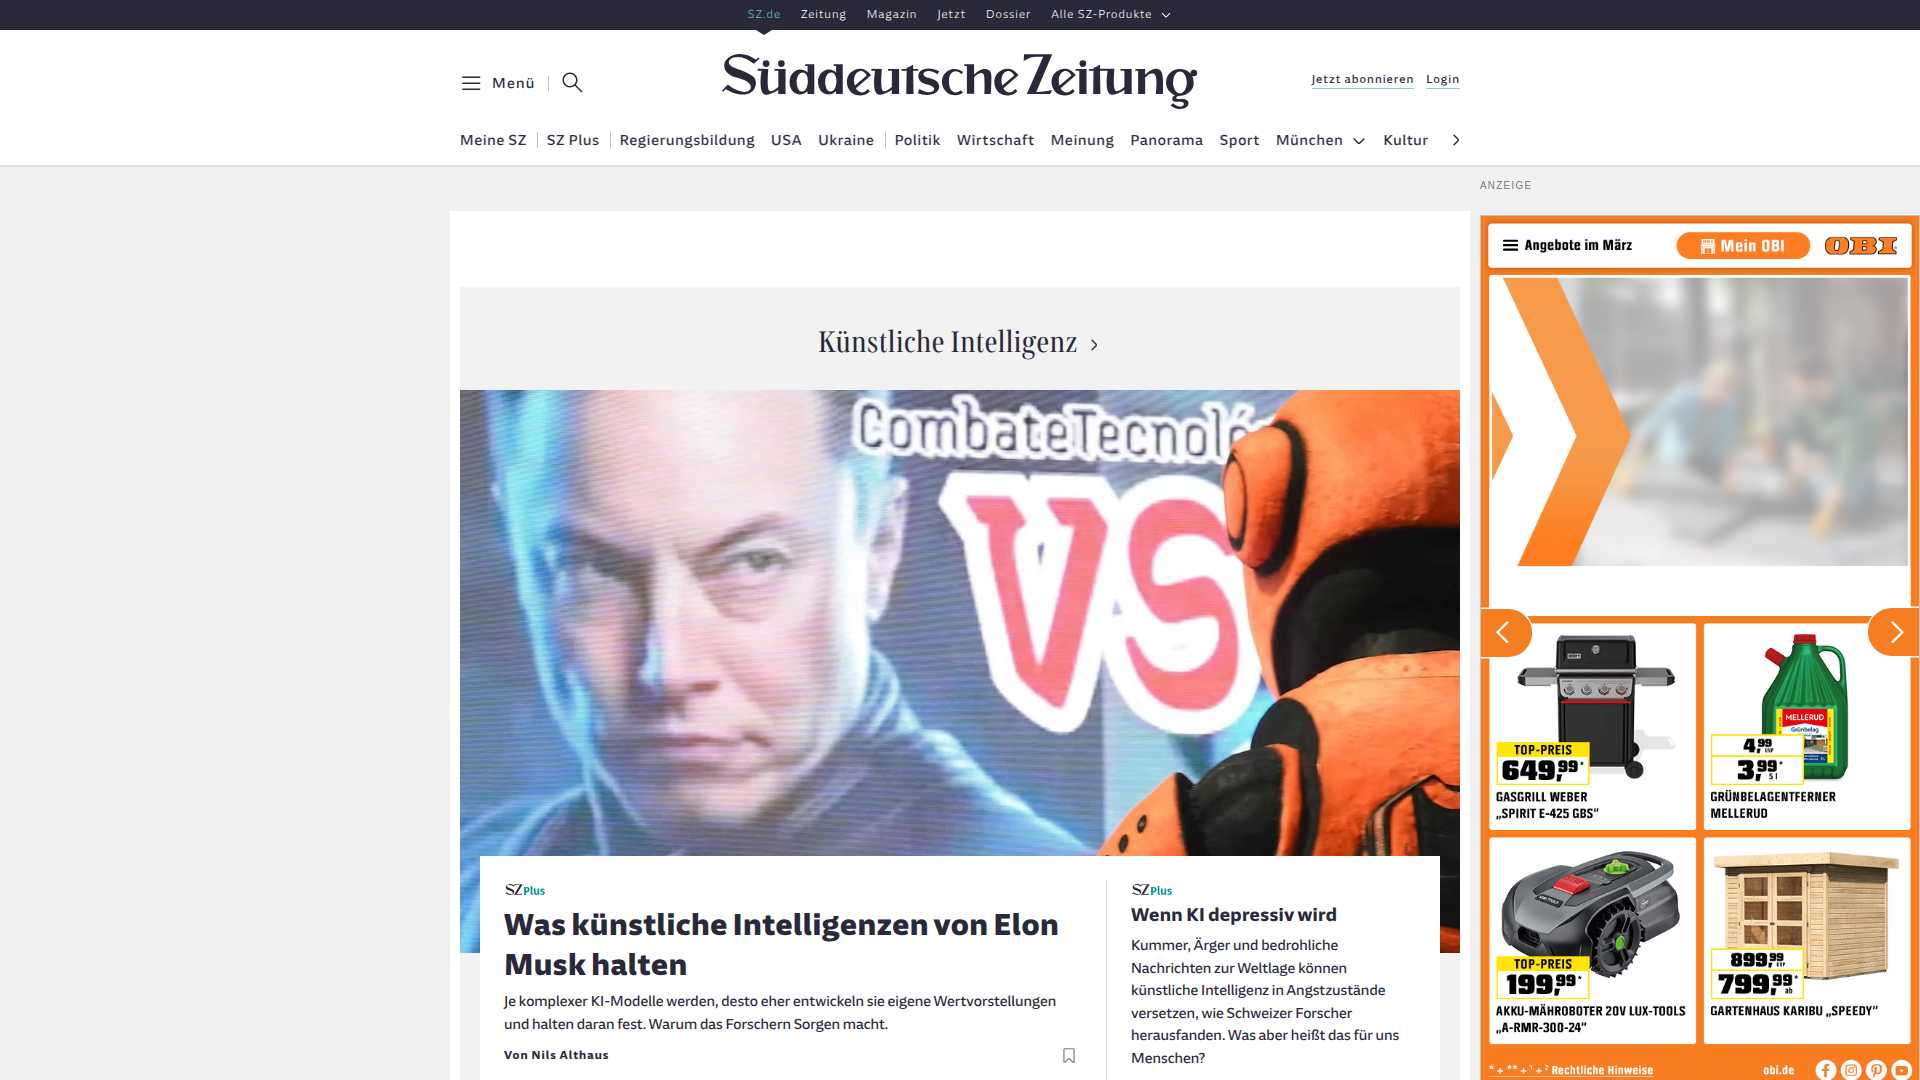 SZ.de Zeitung Magazin Jetzt Dossier Alle SZ-Produkte
Menü
Süddeutsche Zeitung
Jetzt abonnieren Login
Meine SZ SZ Plus Regierungsbildung USA Ukraine Politik Wirtschaft Meinung Panorama Sport München Kultur
ANZEIGE
Künstliche Intelligenz
CombateTecnoló
VS
SZ Plus
Was künstliche Intelligenzen von Elon
Musk halten
Je komplexer KI-Modelle werden, desto eher entwickeln sie eigene Wertvorstellungen
und halten daran fest. Warum das Forschern Sorgen macht.
Von Nils Althaus
SZ Plus
Wenn KI depressiv wird
Kummer, Ärger und bedrohliche
Nachrichten zur Weltlage können
künstliche Intelligenz in Angstzustände
versetzen, wie Schweizer Forscher
herausfanden. Was aber heißt das für uns
Menschen?
Angebote im März
Mein OBI
OBI
TOP-PREIS
649,99*
GASGRILL WEBER
„SPIRIT E-425 GBS“
MELLERUD
Grünbelag
4,99 UVP
3,99*
5 l
GRÜNBELAGENTFERNER
MELLERUD
TOP-PREIS
199,99*
AKKU-MÄHROBOTER 20V LUX-TOOLS
„A-RMR-300-24“
899,99 UVP
799,99*
ab
GARTENHAUS KARIBU „SPEEDY“
* + ** + ¹ + ² Rechtliche Hinweise
obi.de